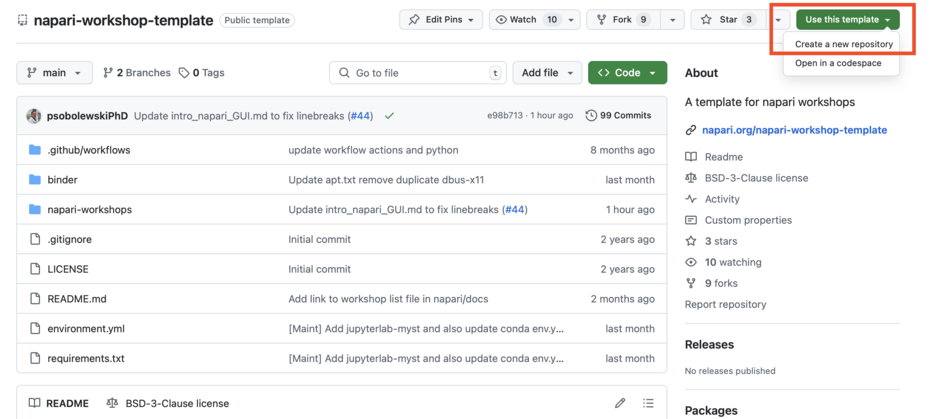 napari-workshop-template Public template Edit Pins Watch 10 Fork 9 Star 3 Use this template
Create a new repository
Open in a codespace
main 2 Branches 0 Tags Go to file t Add file Code
psobolewskiPhD Update intro_napari_GUI.md to fix linebreaks (#44) e98b713 · 1 hour ago 99 Commits
.github/workflows update workflow actions and python 8 months ago
binder Update apt.txt remove duplicate dbus-x11 last month
napari-workshops Update intro_napari_GUI.md to fix linebreaks (#44) 1 hour ago
.gitignore Initial commit 2 years ago
LICENSE Initial commit 2 years ago
README.md Add link to workshop list file in napari/docs 2 months ago
environment.yml [Maint] Add jupyterlab-myst and also update conda env.y... last month
requirements.txt [Maint] Add jupyterlab-myst and also update conda env.y... last month
README BSD-3-Clause license
About
A template for napari workshops
napari.org/napari-workshop-template
Readme
BSD-3-Clause license
Activity
Custom properties
3 stars
10 watching
9 forks
Report repository
Releases
No releases published
Packages